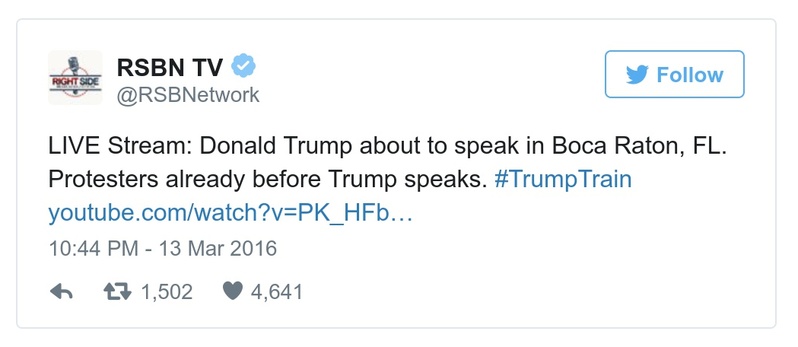 RIGHT SIDE
RSBN TV
@RSBNetwork
Follow
LIVE Stream: Donald Trump about to speak in Boca Raton, FL.
Protesters already before Trump speaks. #TrumpTrain
youtube.com/watch?v=PK_HFb…
10:44 PM - 13 Mar 2016
1,502 4,641